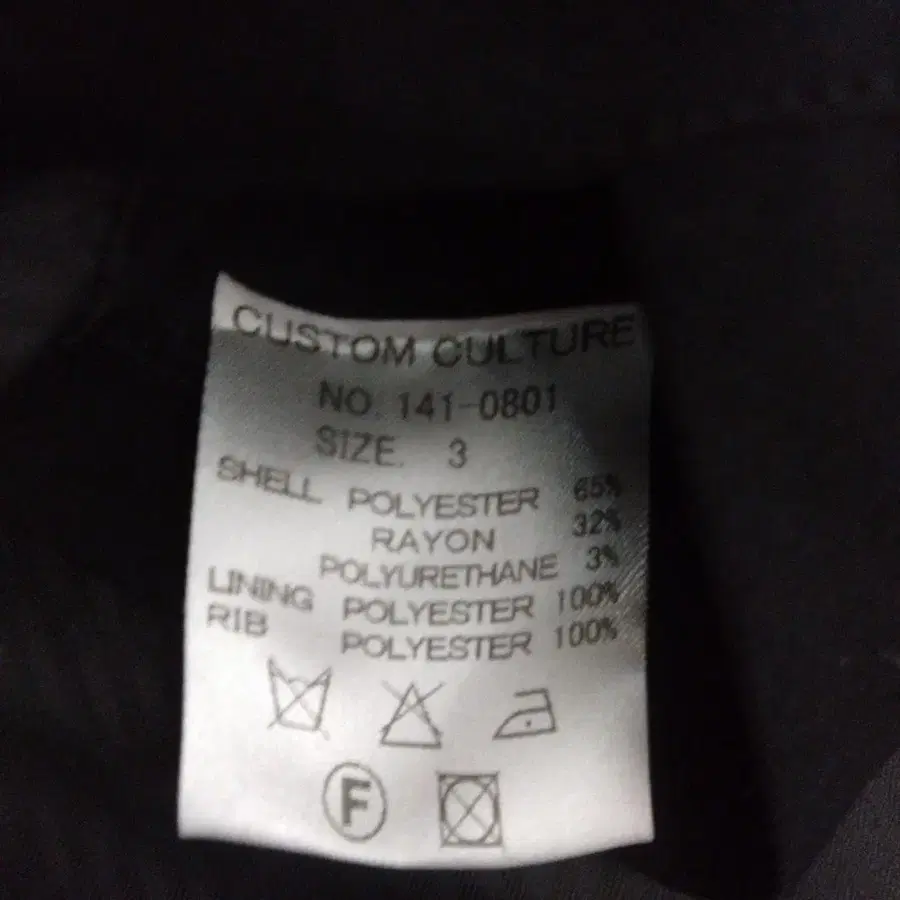 CUSTOM CULTURE
NO. 141-0801
SIZE. 3
SHELL POLYESTER 65%
RAYON 32%
POLYURETHANE 3%
LINING POLYESTER 100%
RIB POLYESTER 100%
F